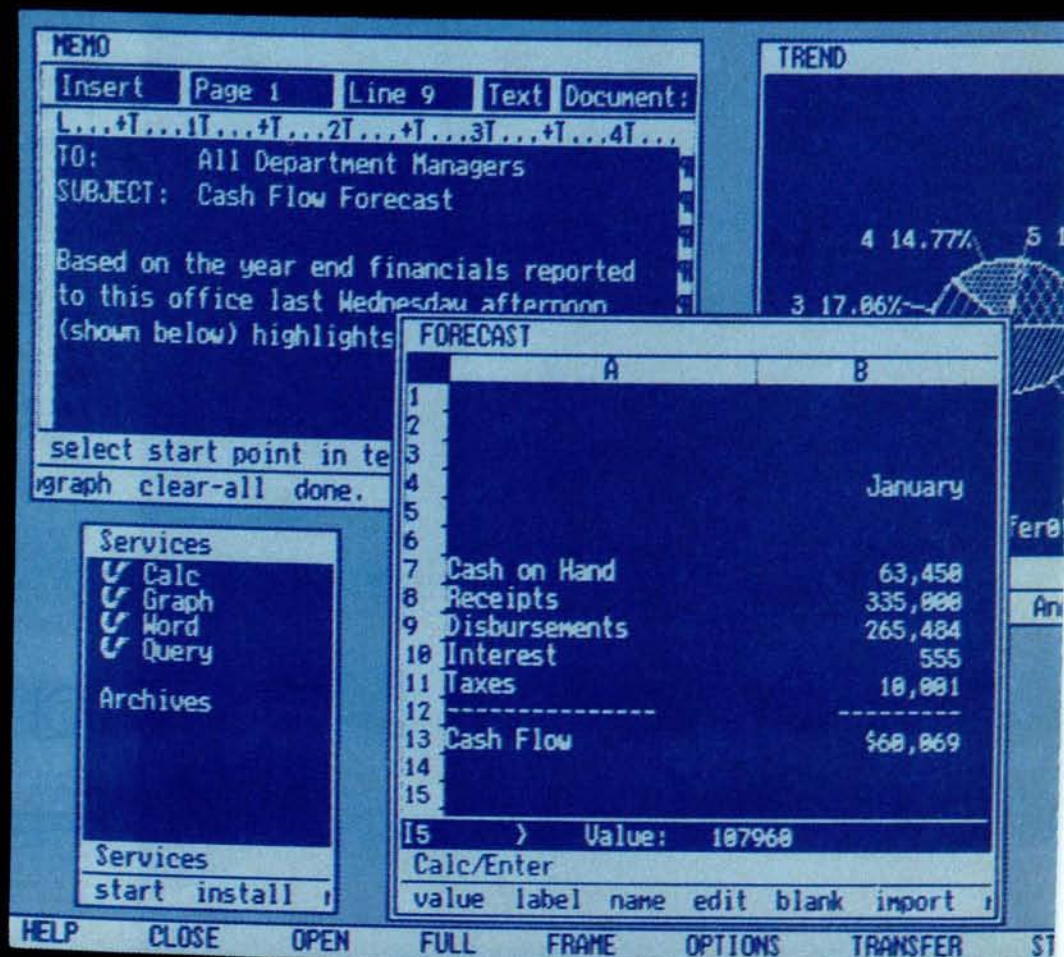 MEMO
Insert Page 1 Line 9 Text Document:
L...+T...1T...+T...2T...+T...3T...+T...4T...
TO: All Department Managers
SUBJECT: Cash Flow Forecast
Based on the year end financials reported
to this office last Wednesday afternoon
(shown below) highlights
select start point in te
graph clear-all done.
TREND
4 14.77% 5 1
3 17.06%
fer0
An
Services
Calc
Graph
Word
Query
Archives
Services
start install
FORECAST
A B
1
2
3
4 January
5
6
7 Cash on Hand 63,450
8 Receipts 335,000
9 Disbursements 265,484
10 Interest 555
11 Taxes 10,001
12 --------------- ---------
13 Cash Flow $60,069
14
15
I5 > Value: 107960
Calc/Enter
value label name edit blank import
HELP CLOSE OPEN FULL FRAME OPTIONS TRANSFER ST